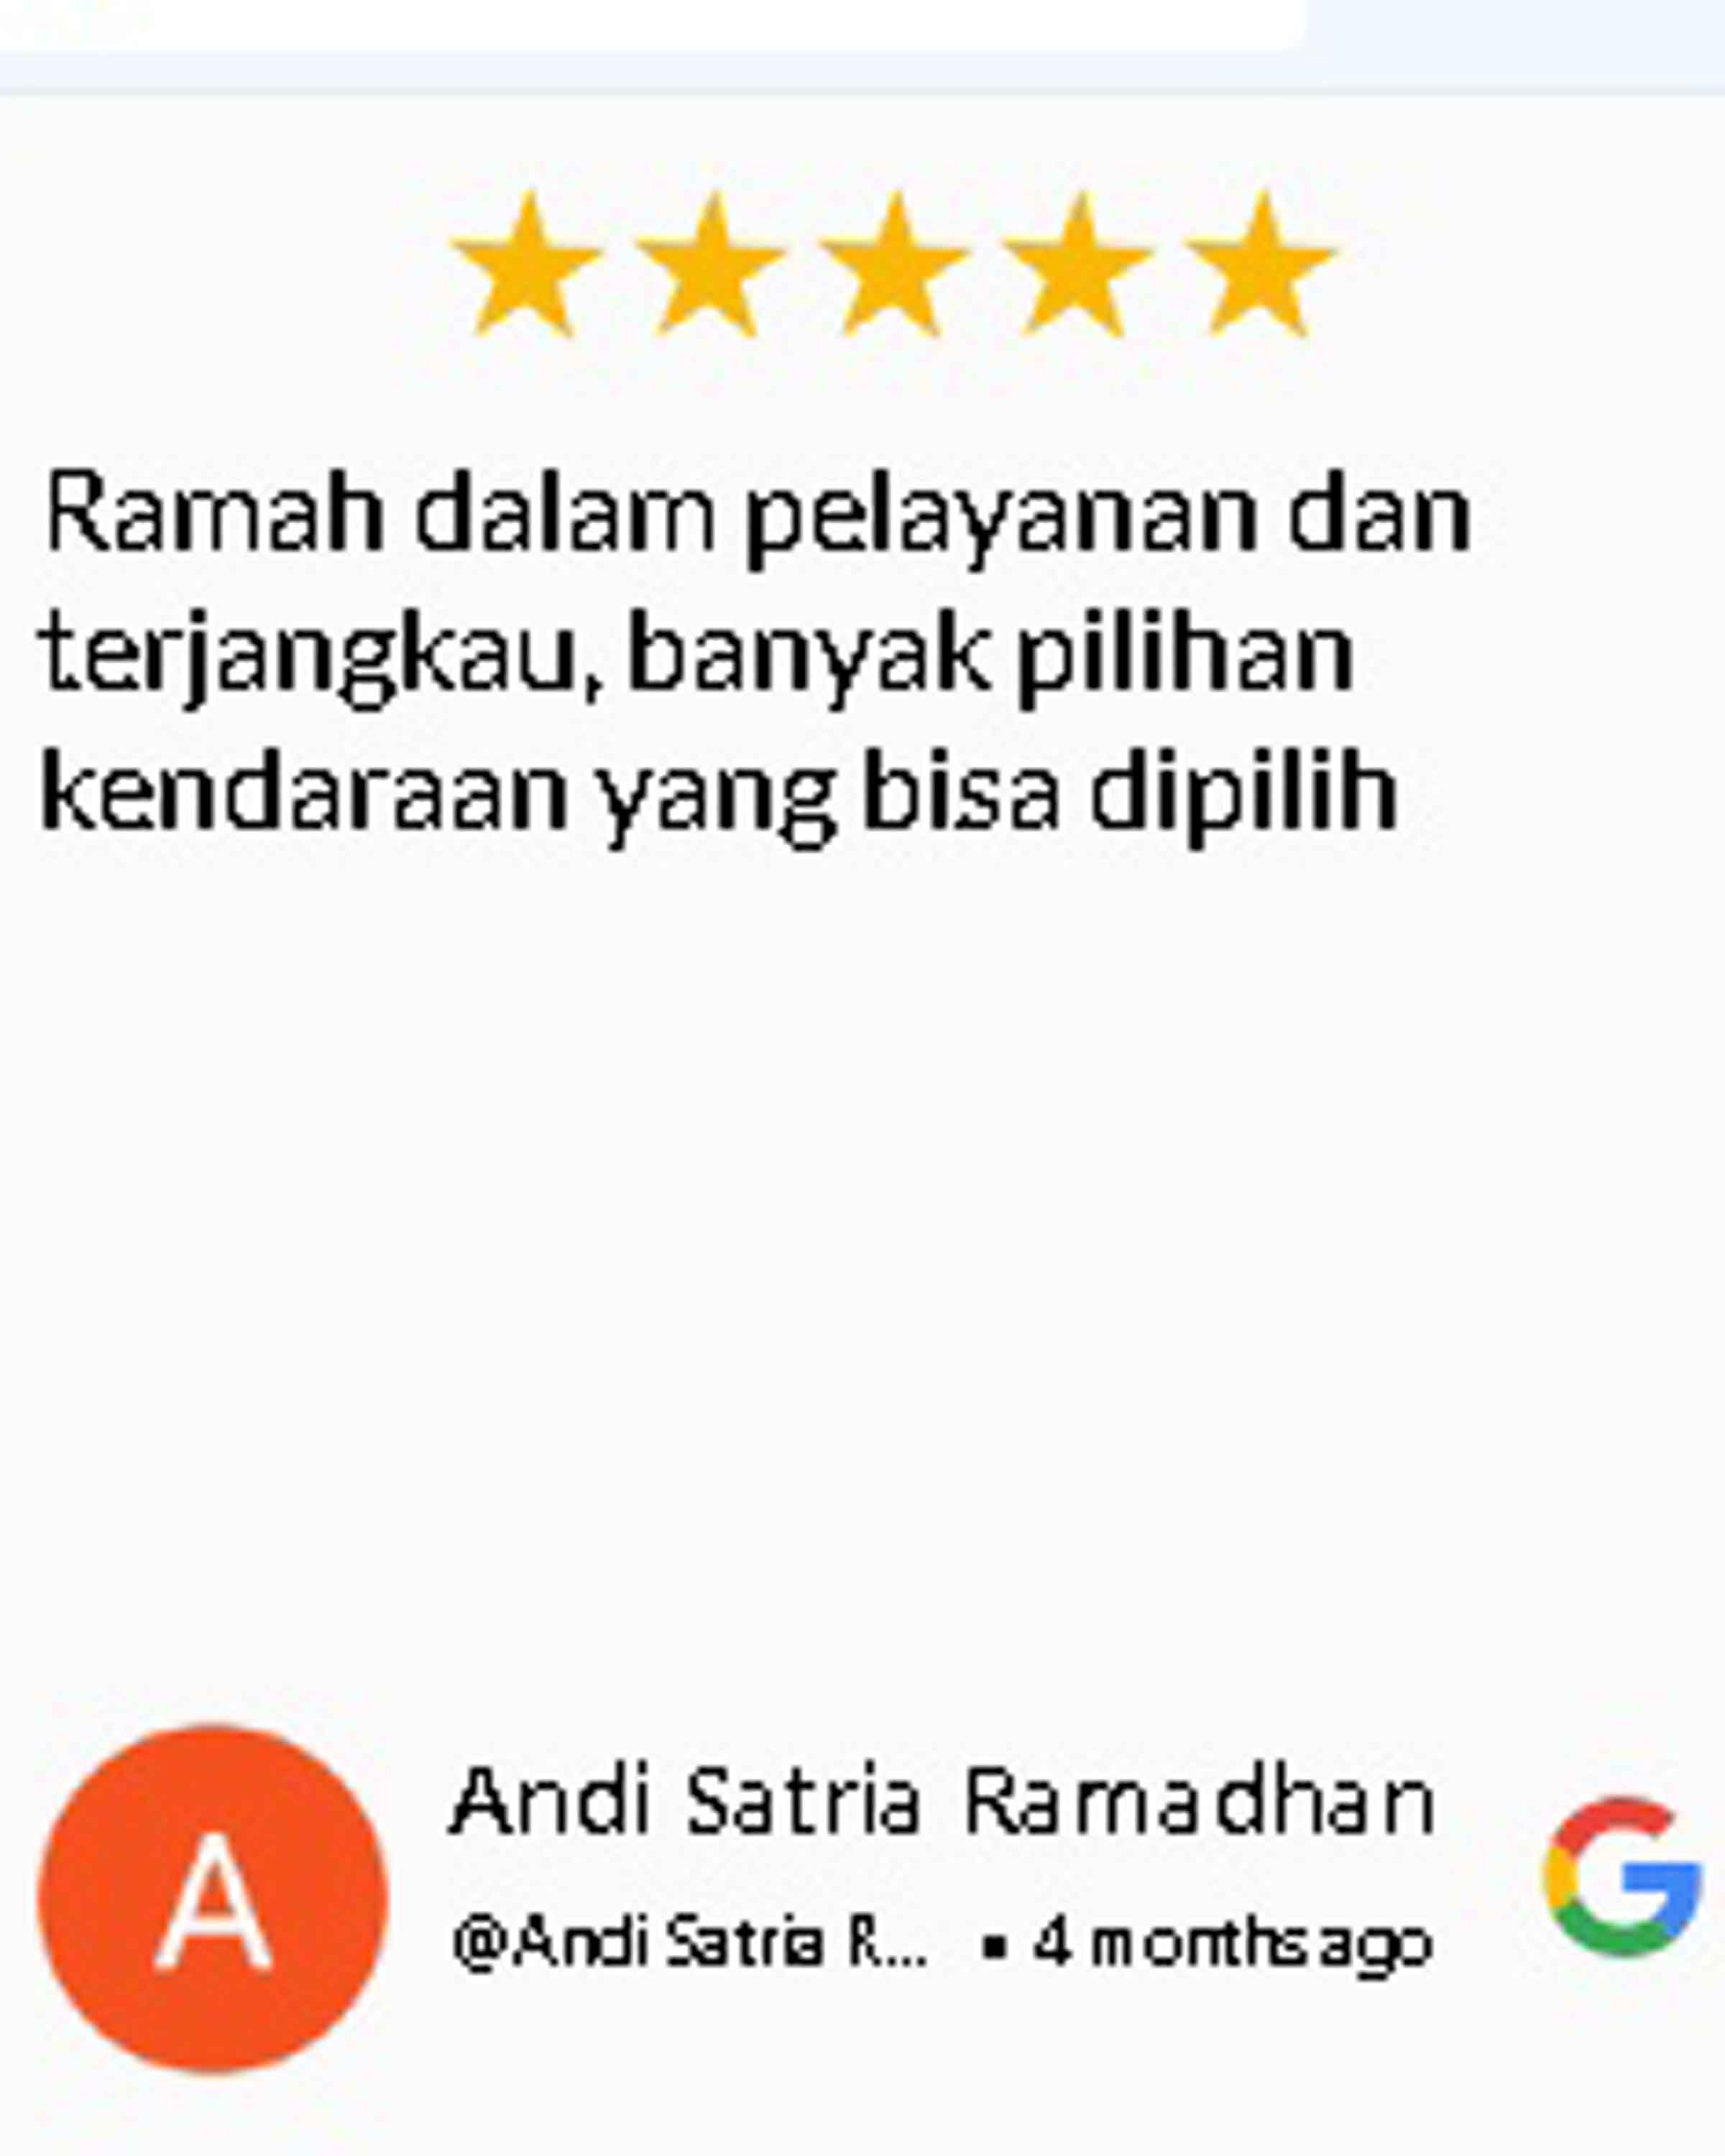 Ramah dalam pelayanan dan
terjangkau, banyak pilihan
kendaraan yang bisa dipilih
A
Andi Satria Ramadhan
@Andi Satria R... ▪ 4 months ago
G